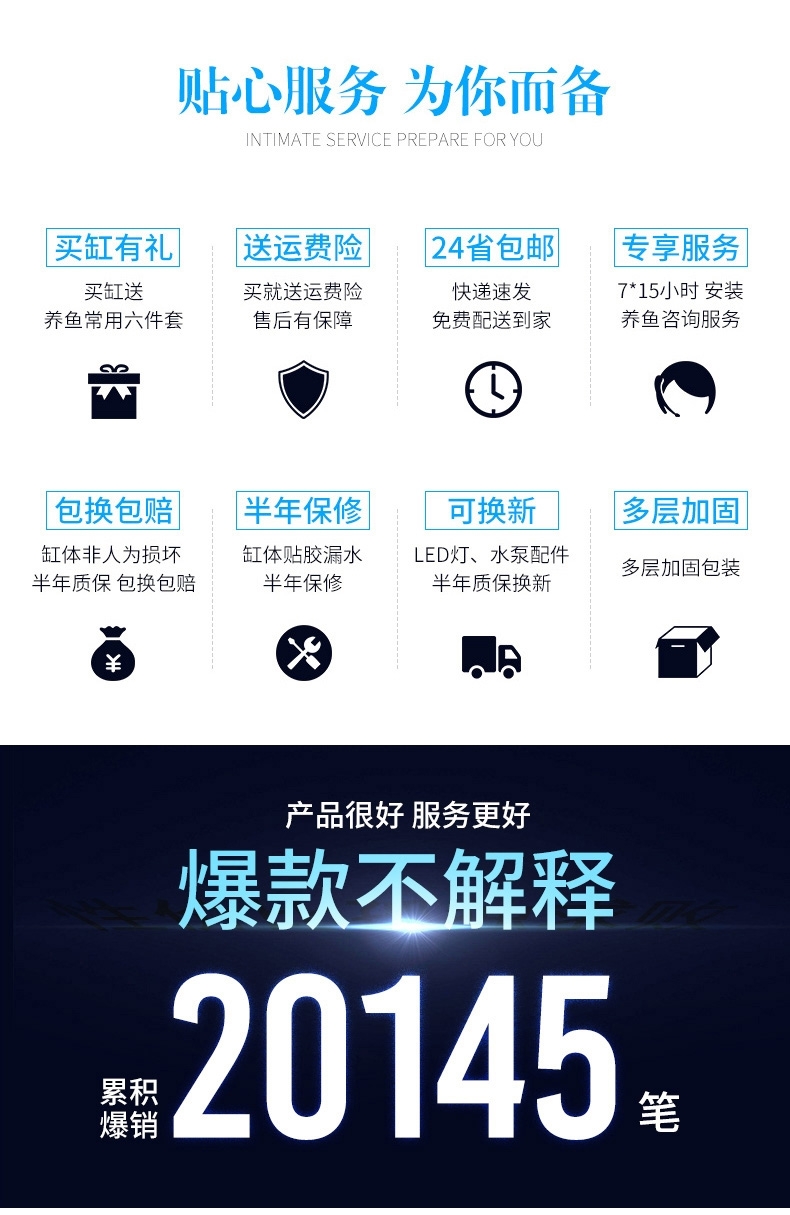 贴心服务 为你而备
INTIMATE SERVICE PREPARE FOR YOU
买缸有礼
买缸送
养鱼常用六件套
送运费险
买就送运费险
售后有保障
24省包邮
快递速发
免费配送到家
专享服务
7*15小时 安装
养鱼咨询服务
包换包赔
缸体非人为损坏
半年质保 包换包赔
半年保修
缸体贴胶漏水
半年保修
可换新
LED灯、水泵配件
半年质保换新
多层加固
多层加固包装
¥
产品很好 服务更好
爆款不解释
累积
爆销
20145
笔